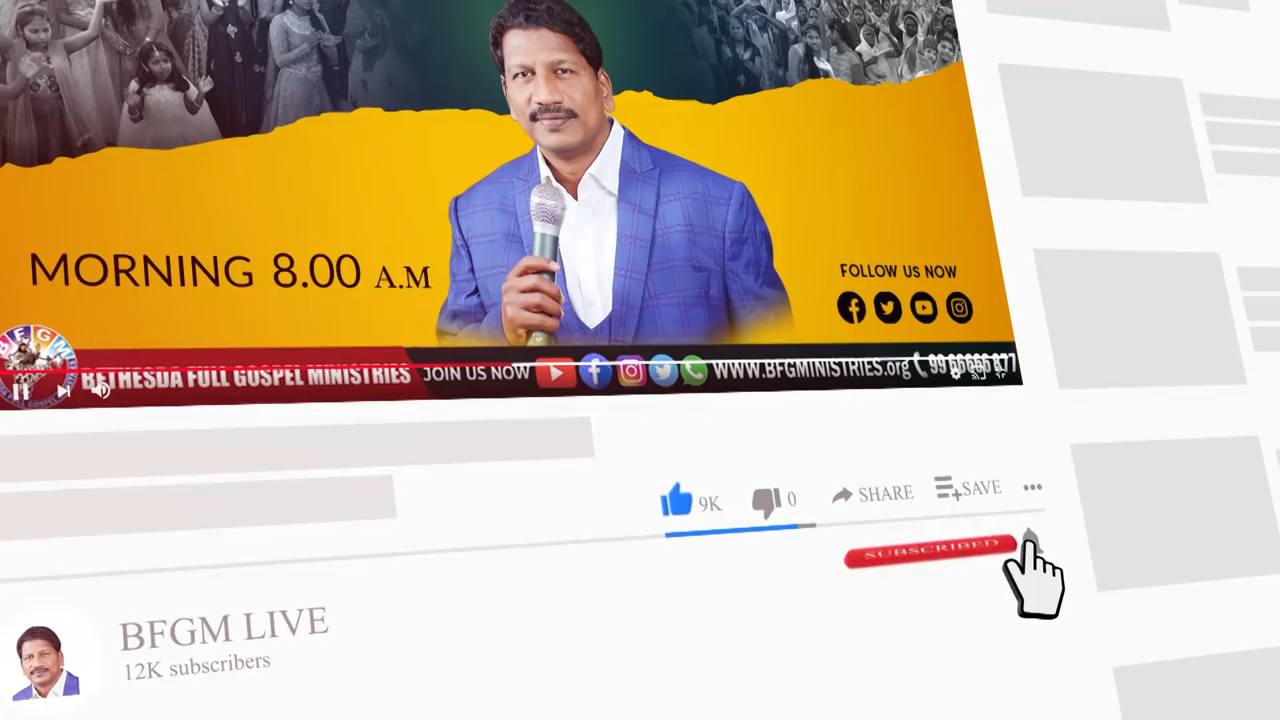 MORNING 8.00 A.M
FOLLOW US NOW
BFGM
BETHESDA FULL GOSPEL MINISTRIES
JOIN US NOW
WWW.BFGMINISTRIES.org
9K
0
SHARE
SAVE
SUBSCRIBED
BFGM LIVE
12K subscribers